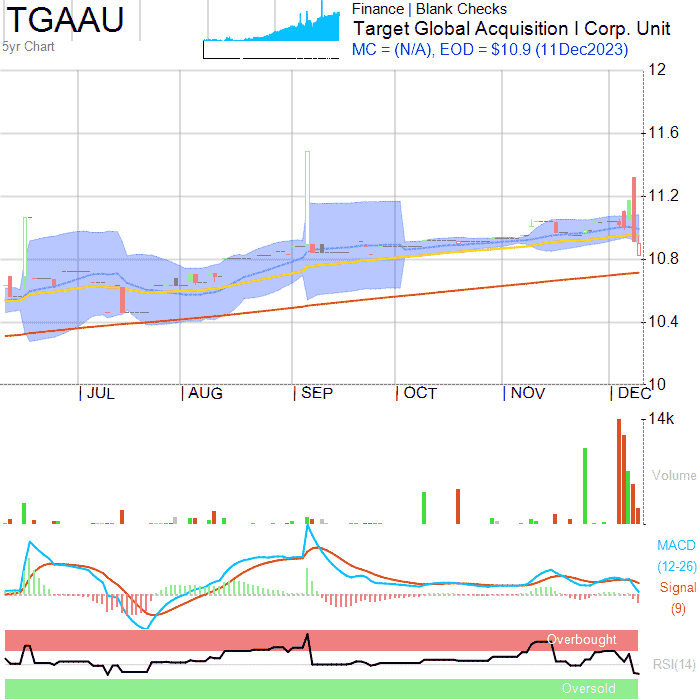 TGAAU
5yr Chart
Finance | Blank Checks
Target Global Acquisition I Corp. Unit
MC = (N/A), EOD = $10.9 (11Dec2023)
12
11.6
11.2
10.8
10.4
10
JUL AUG SEP OCT NOV DEC
14k
Volume
MACD
(12-26)
Signal
(9)
Overbought
RSI(14)
Oversold